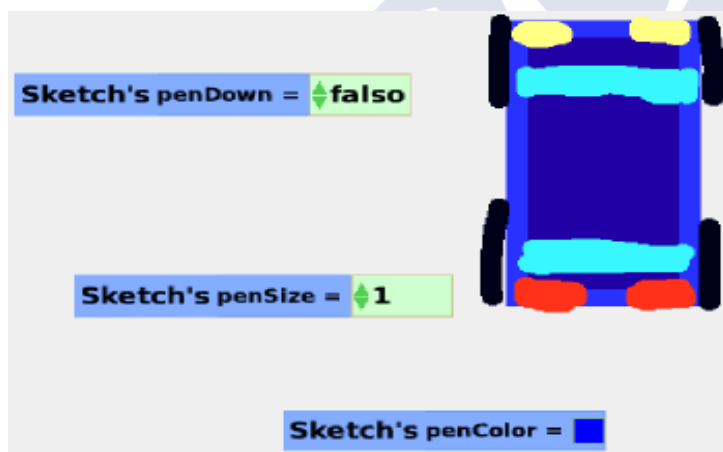 Sketch's penDown = falso
Sketch's penSize = 1
Sketch's penColor =